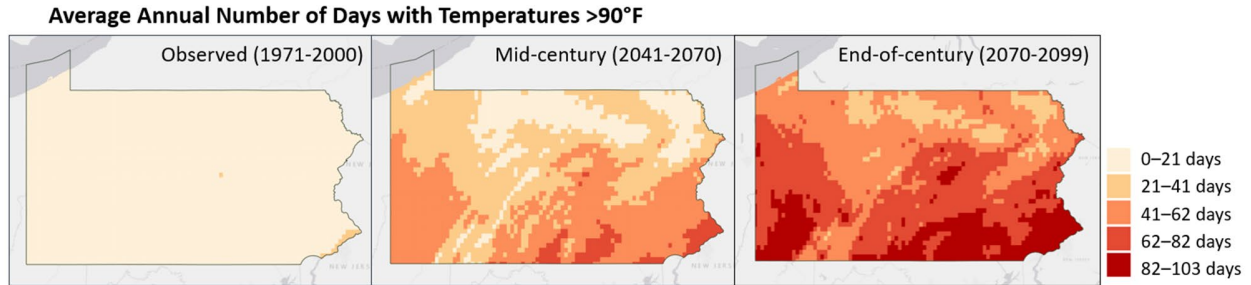 Average Annual Number of Days with Temperatures >90°F
Observed (1971-2000)
Mid-century (2041-2070)
End-of-century (2070-2099)
0–21 days
21–41 days
41–62 days
62–82 days
82–103 days